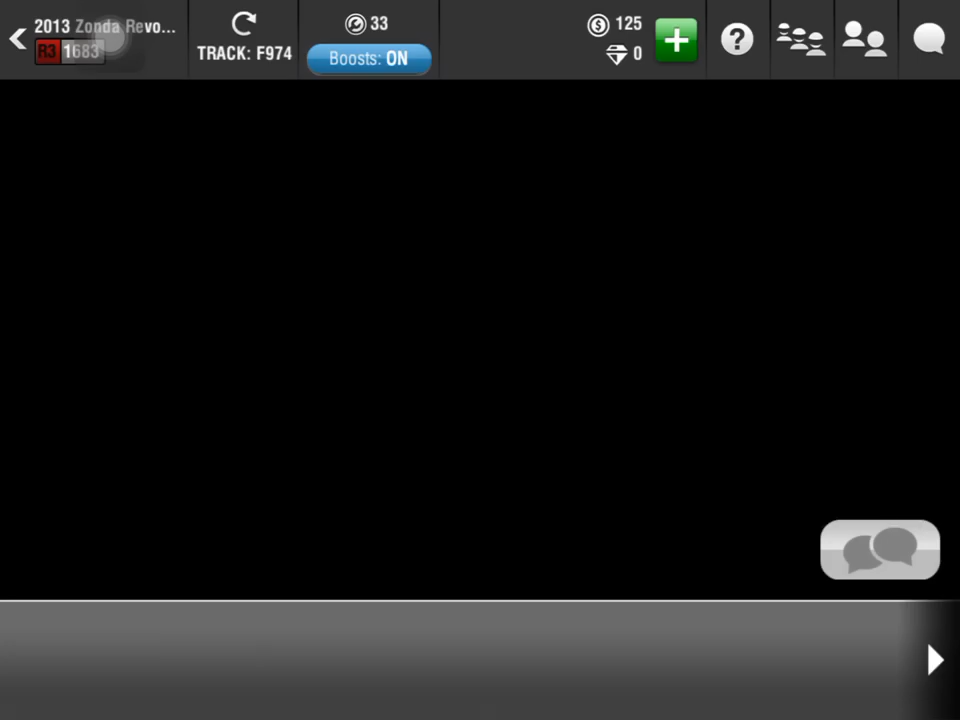 2013 Zonda Revo...
R3 1683
TRACK: F974
33
Boosts: ON
125
0